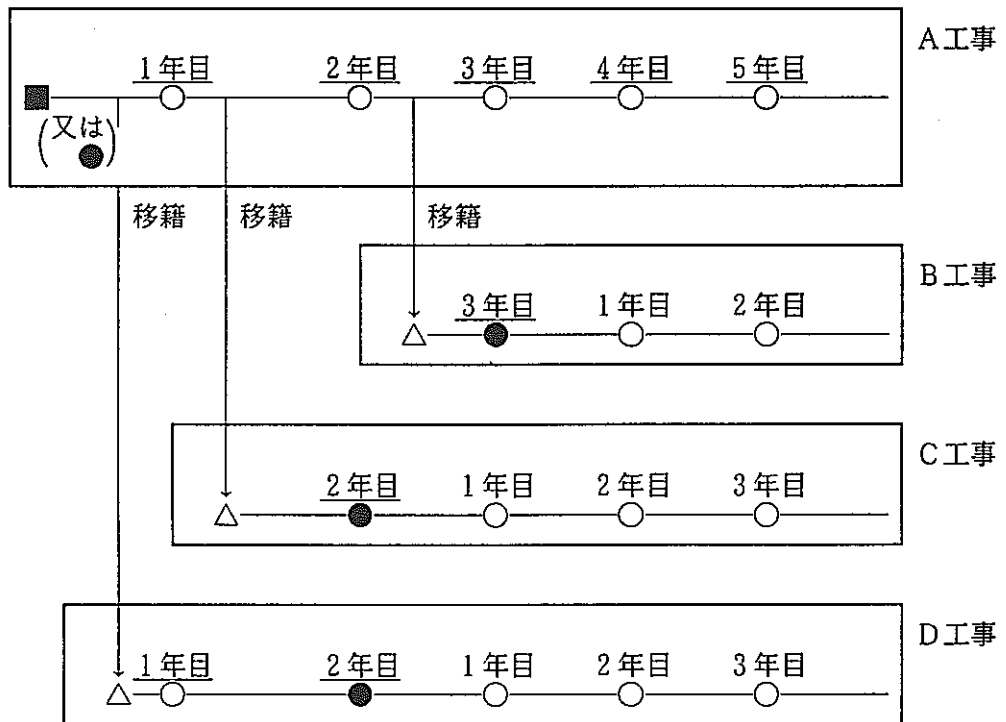 A工事
1年目 2年目 3年目 4年目 5年目
(又は●)
移籍 移籍 移籍
B工事
3年目 1年目 2年目
C工事
2年目 1年目 2年目 3年目
D工事
1年目 2年目 1年目 2年目 3年目